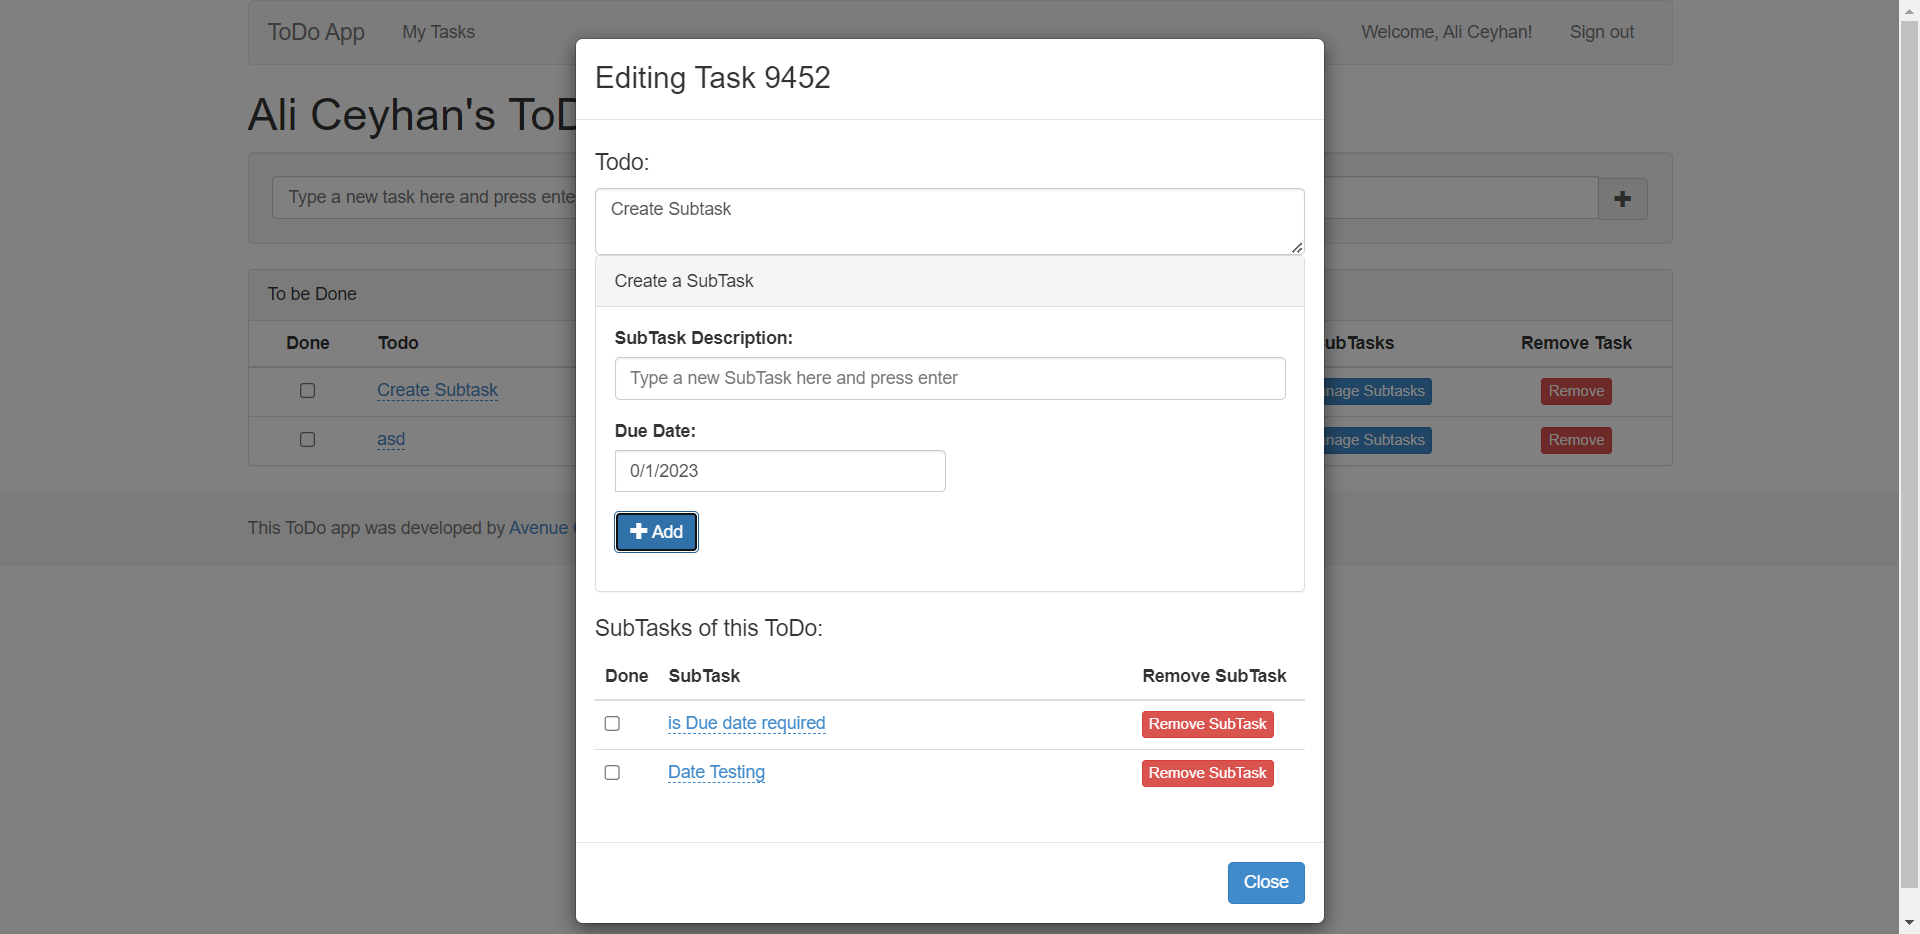 ToDo App My Tasks Welcome, Ali Ceyhan! Sign out
Editing Task 9452
Ali Ceyhan's ToD
Todo:
Type a new task here and press ente
Create Subtask
Create a SubTask
To be Done
SubTask Description:
Done Todo ubTasks Remove Task
Type a new SubTask here and press enter
Create Subtask nage Subtasks Remove
Due Date:
asd nage Subtasks Remove
0/1/2023
This ToDo app was developed by Avenue
Add
SubTasks of this ToDo:
Done SubTask Remove SubTask
is Due date required Remove SubTask
Date Testing Remove SubTask
Close